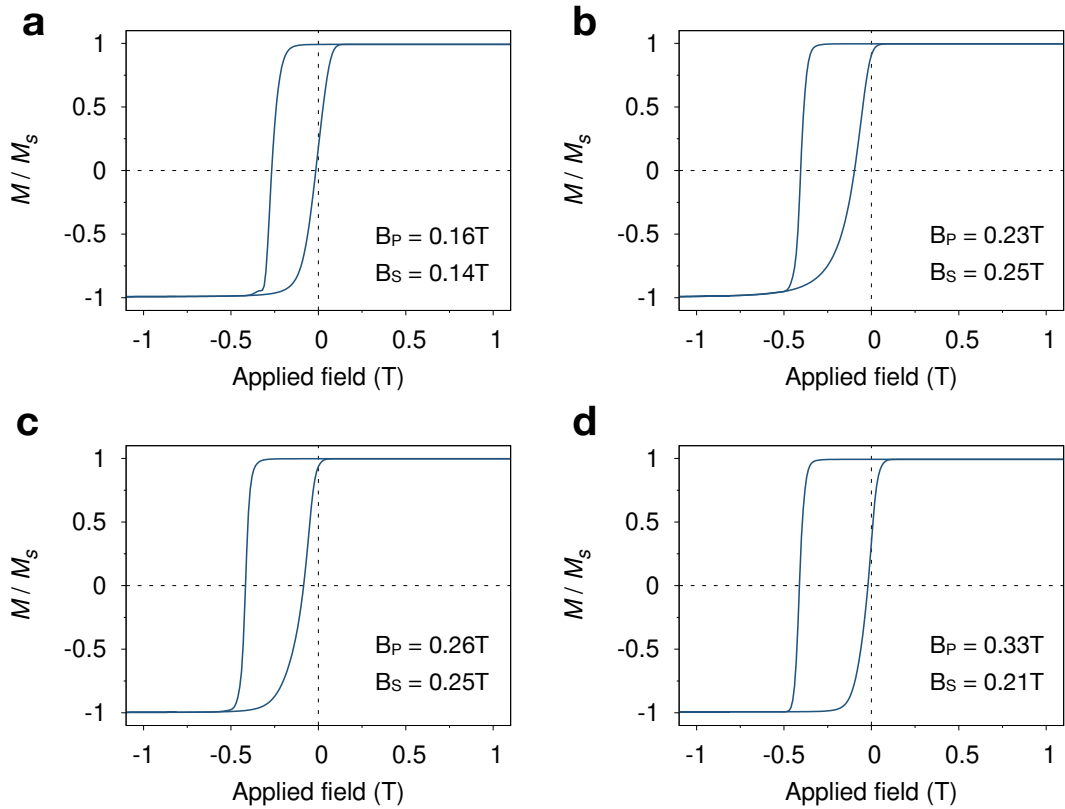 a
M / Ms
1
0.5
0
-0.5
-1
BP = 0.16T
BS = 0.14T
-1
-0.5
0
0.5
1
Applied field (T)
b
M / Ms
1
0.5
0
-0.5
-1
BP = 0.23T
BS = 0.25T
-1
-0.5
0
0.5
1
Applied field (T)
c
M / Ms
1
0.5
0
-0.5
-1
BP = 0.26T
BS = 0.25T
-1
-0.5
0
0.5
1
Applied field (T)
d
M / Ms
1
0.5
0
-0.5
-1
BP = 0.33T
BS = 0.21T
-1
-0.5
0
0.5
1
Applied field (T)